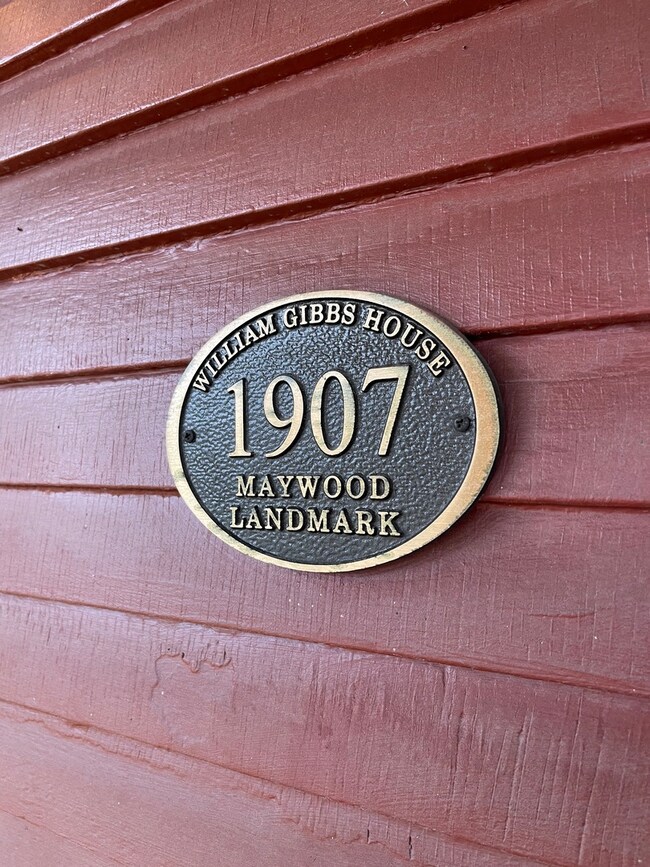 WILLIAM GIBBS HOUSE
1907
MAYWOOD
LANDMARK